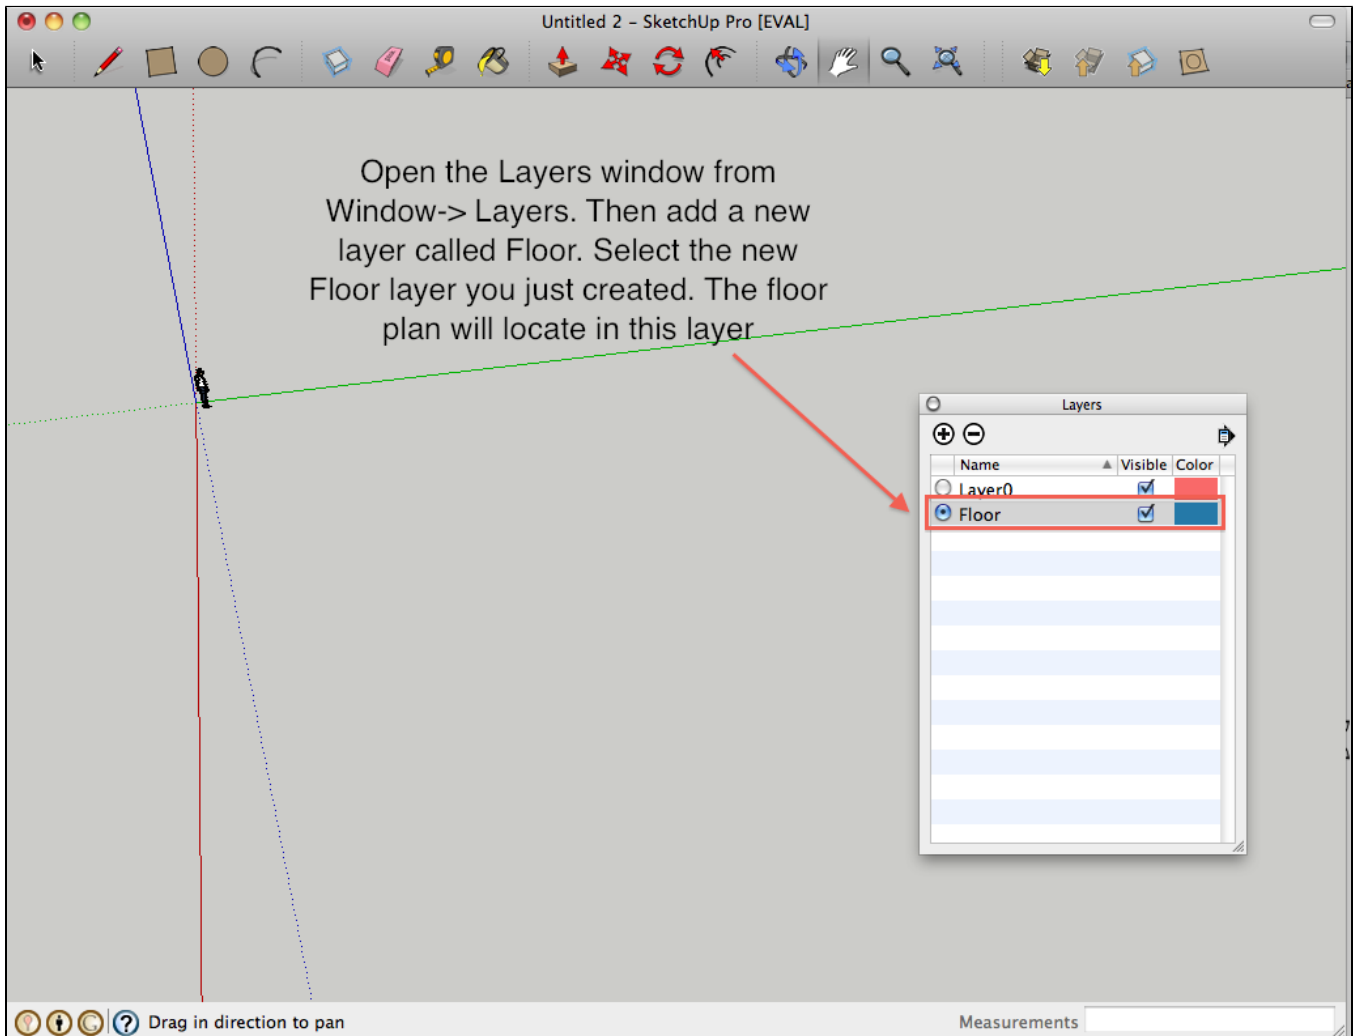 Untitled 2 – SketchUp Pro [EVAL]
Open the Layers window from
Window-> Layers. Then add a new
layer called Floor. Select the new
Floor layer you just created. The floor
plan will locate in this layer
Layers
Name Visible Color
Layer0
Floor
Drag in direction to pan
Measurements